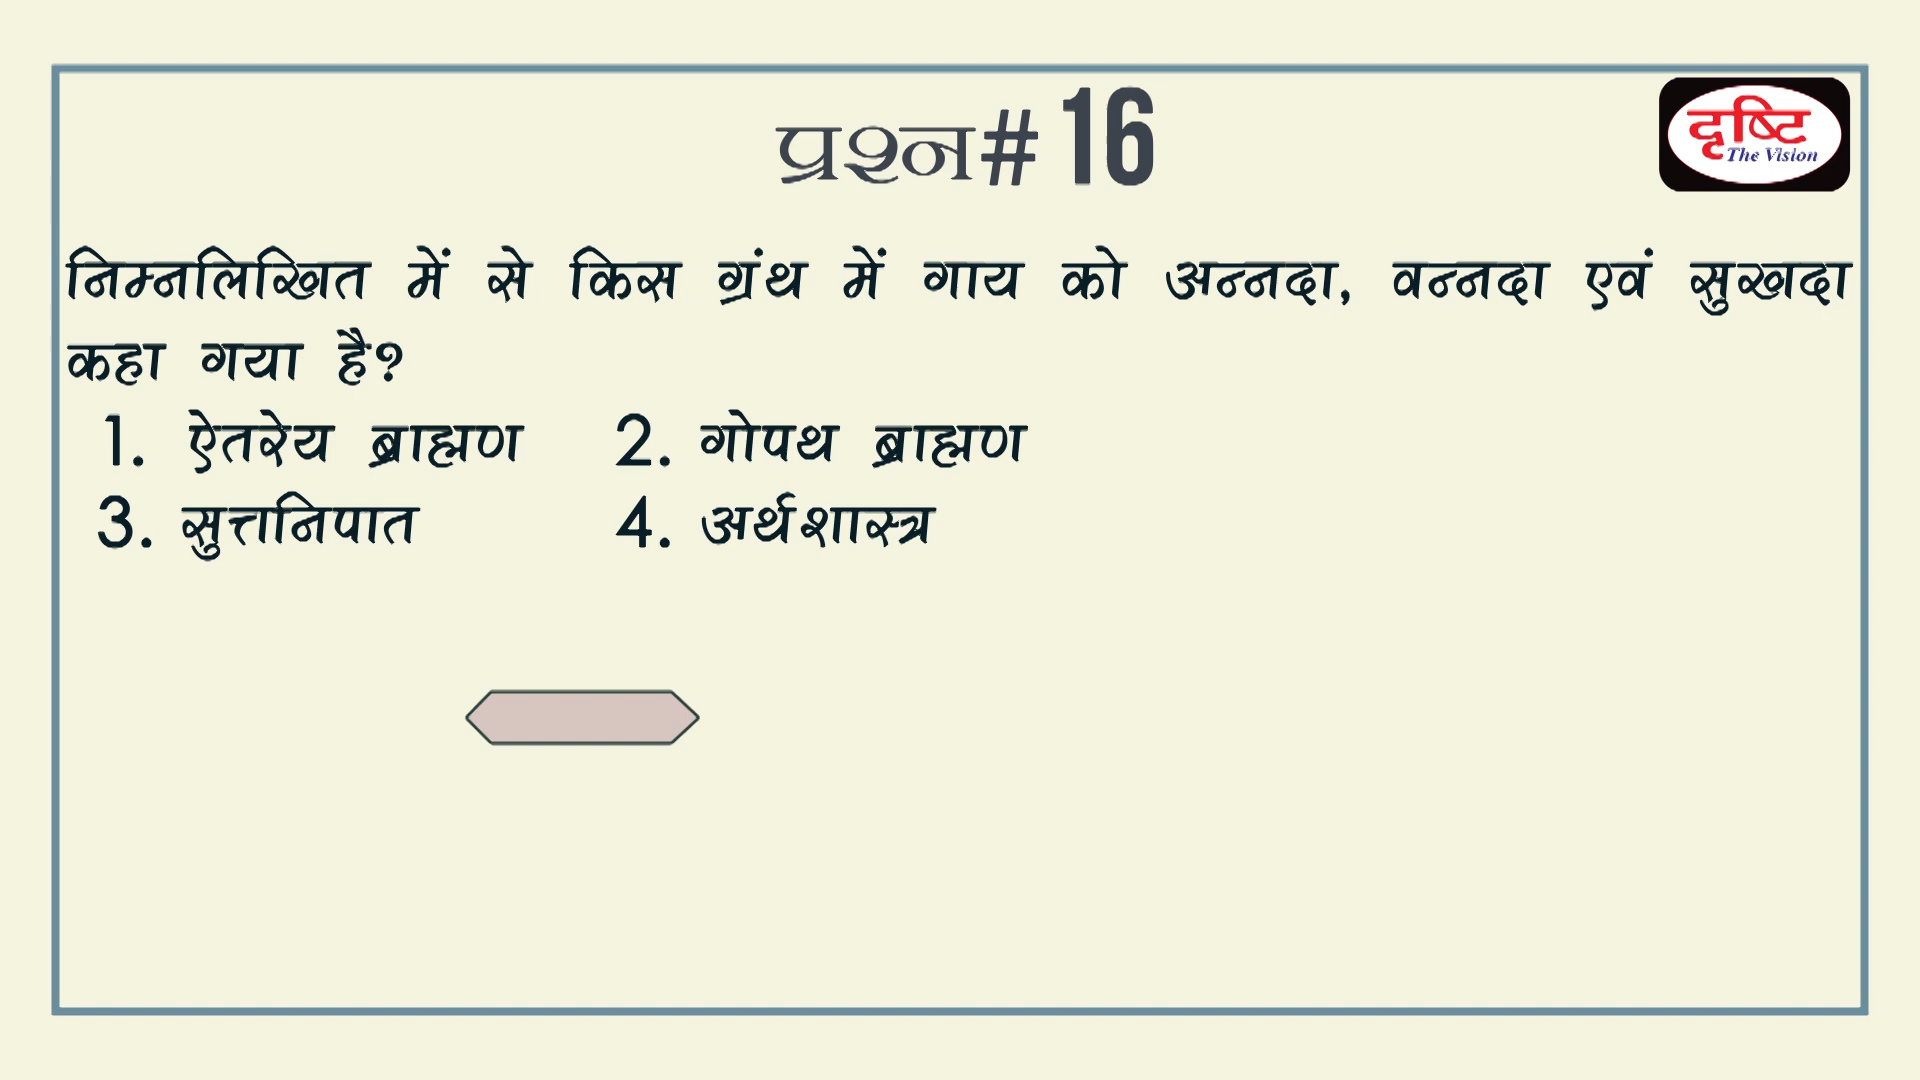 प्रश्न# 16
दृष्टि
The Vision
निम्नलिखित में से किस ग्रंथ में गाय को अन्नदा, वन्नदा एवं सुखदा
कहा गया है?
1. ऐतरेय ब्राह्मण 2. गोपथ ब्राह्मण
3. सुत्तनिपात 4. अर्थशास्त्र